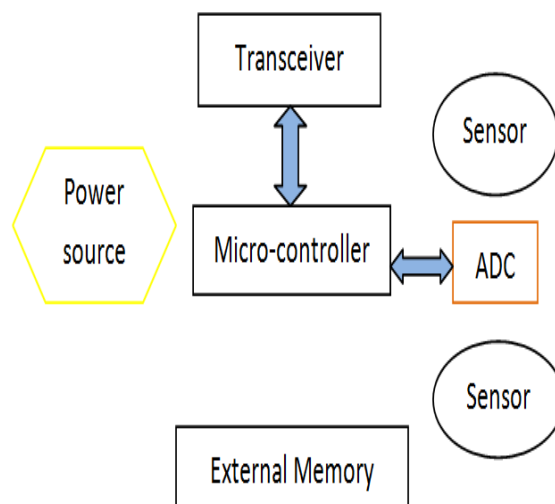 Transceiver
Sensor
Power
source
Micro-controller
ADC
Sensor
External Memory